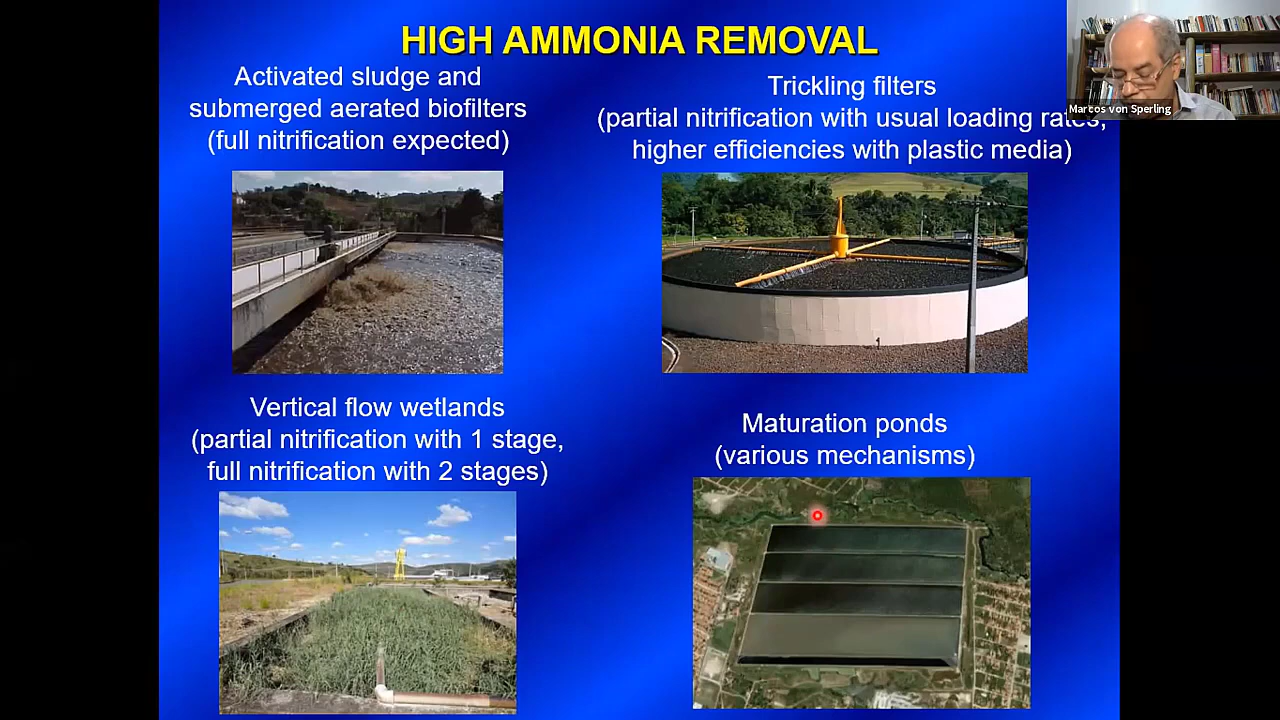 HIGH AMMONIA REMOVAL
Activated sludge and
submerged aerated biofilters
(full nitrification expected)
Trickling filters
(partial nitrification with usual loading rates,
higher efficiencies with plastic media)
Marcos von Sperling
Vertical flow wetlands
(partial nitrification with 1 stage,
full nitrification with 2 stages)
Maturation ponds
(various mechanisms)